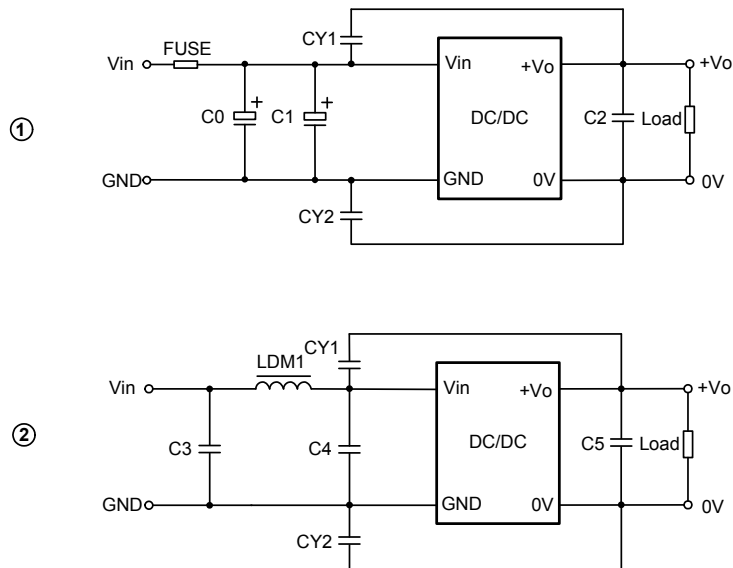 CY1
FUSE
Vin
Vin
+Vo
+Vo
C0
+
C1
+
DC/DC
C2
Load
①
GND
GND
0V
0V
CY2
CY1
LDM1
Vin
Vin
+Vo
+Vo
②
C3
C4
DC/DC
C5
Load
GND
GND
0V
0V
CY2